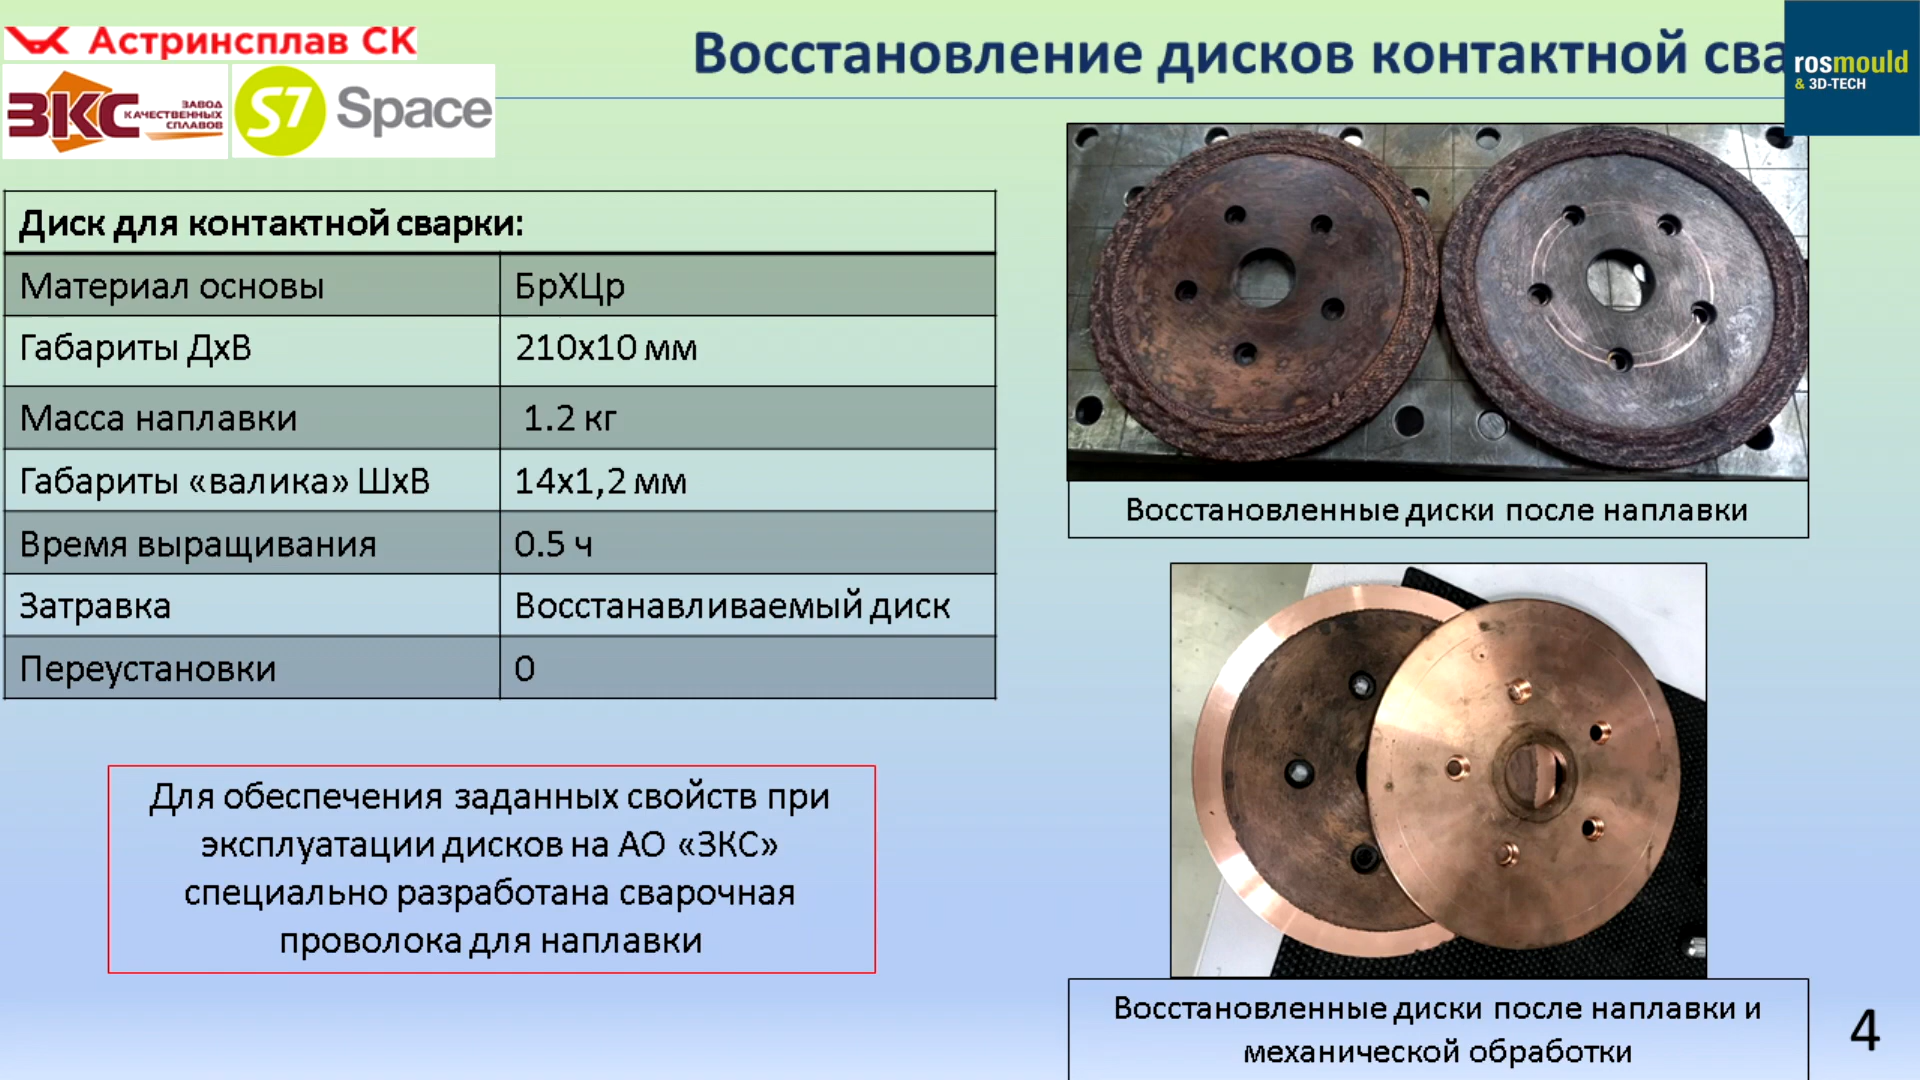 Астринсплав СК
ЗКС ЗАВОД КАЧЕСТВЕННЫХ СПЛАВОВ
S7 Space
Восстановление дисков контактной сва
rosmould
& 3D-TECH
Диск для контактной сварки:
Материал основы БрХЦр
Габариты ДхВ 210х10 мм
Масса наплавки 1.2 кг
Габариты «валика» ШхВ 14х1,2 мм
Время выращивания 0.5 ч
Затравка Восстанавливаемый диск
Переустановки 0
Для обеспечения заданных свойств при
эксплуатации дисков на АО «ЗКС»
специально разработана сварочная
проволока для наплавки
Восстановленные диски после наплавки
Восстановленные диски после наплавки и
механической обработки
4